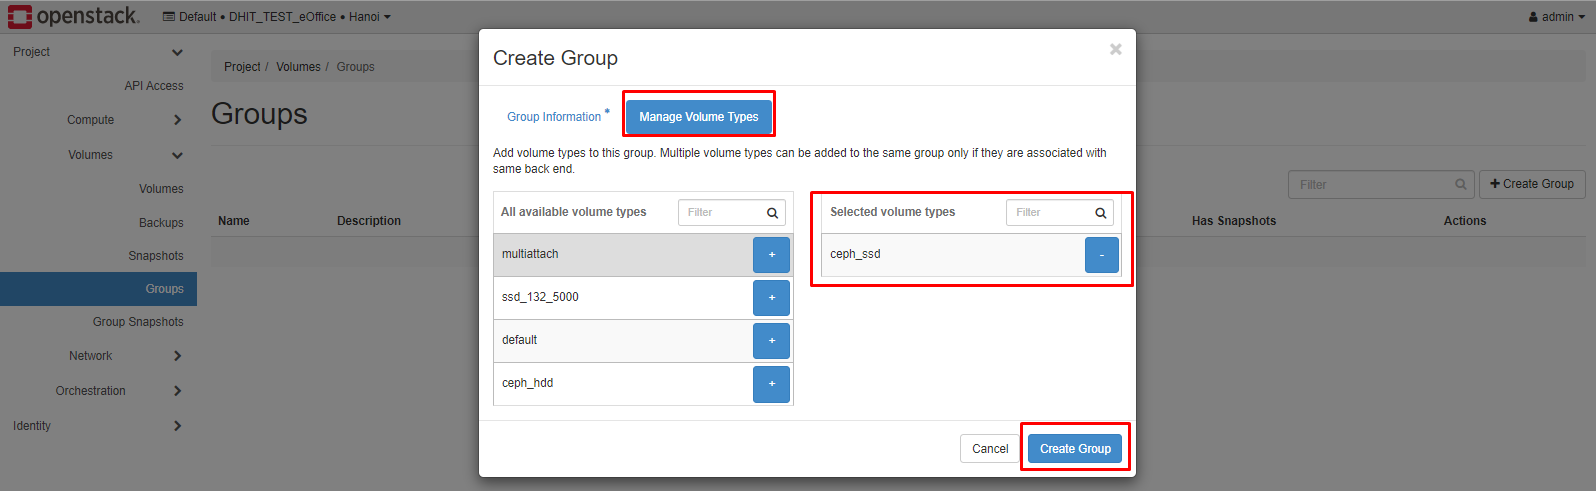 openstack. Default • DHIT_TEST_eOffice • Hanoi admin
Project
API Access
Compute
Volumes
Volumes
Backups
Snapshots
Groups
Group Snapshots
Network
Orchestration
Identity
Project / Volumes / Groups
Groups
Filter + Create Group
Name Description Has Snapshots Actions
Create Group ×
Group Information * Manage Volume Types
Add volume types to this group. Multiple volume types can be added to the same group only if they are associated with
same back end.
All available volume types Filter
multiattach +
ssd_132_5000 +
default +
ceph_hdd +
Selected volume types Filter
ceph_ssd -
Cancel Create Group